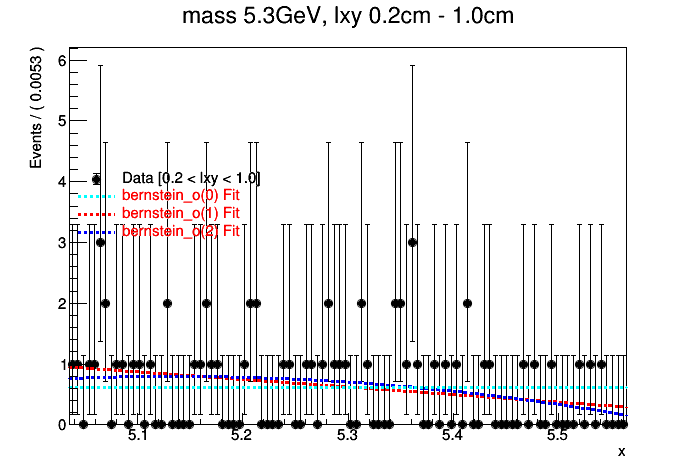 mass 5.3GeV, lxy 0.2cm - 1.0cm
Events / ( 0.0053 )
6
5
4
3
2
1
0
Data [0.2 < lxy < 1.0]
bernstein_o(0) Fit
bernstein_o(1) Fit
bernstein_o(2) Fit
5.1 5.2 5.3 5.4 5.5
x